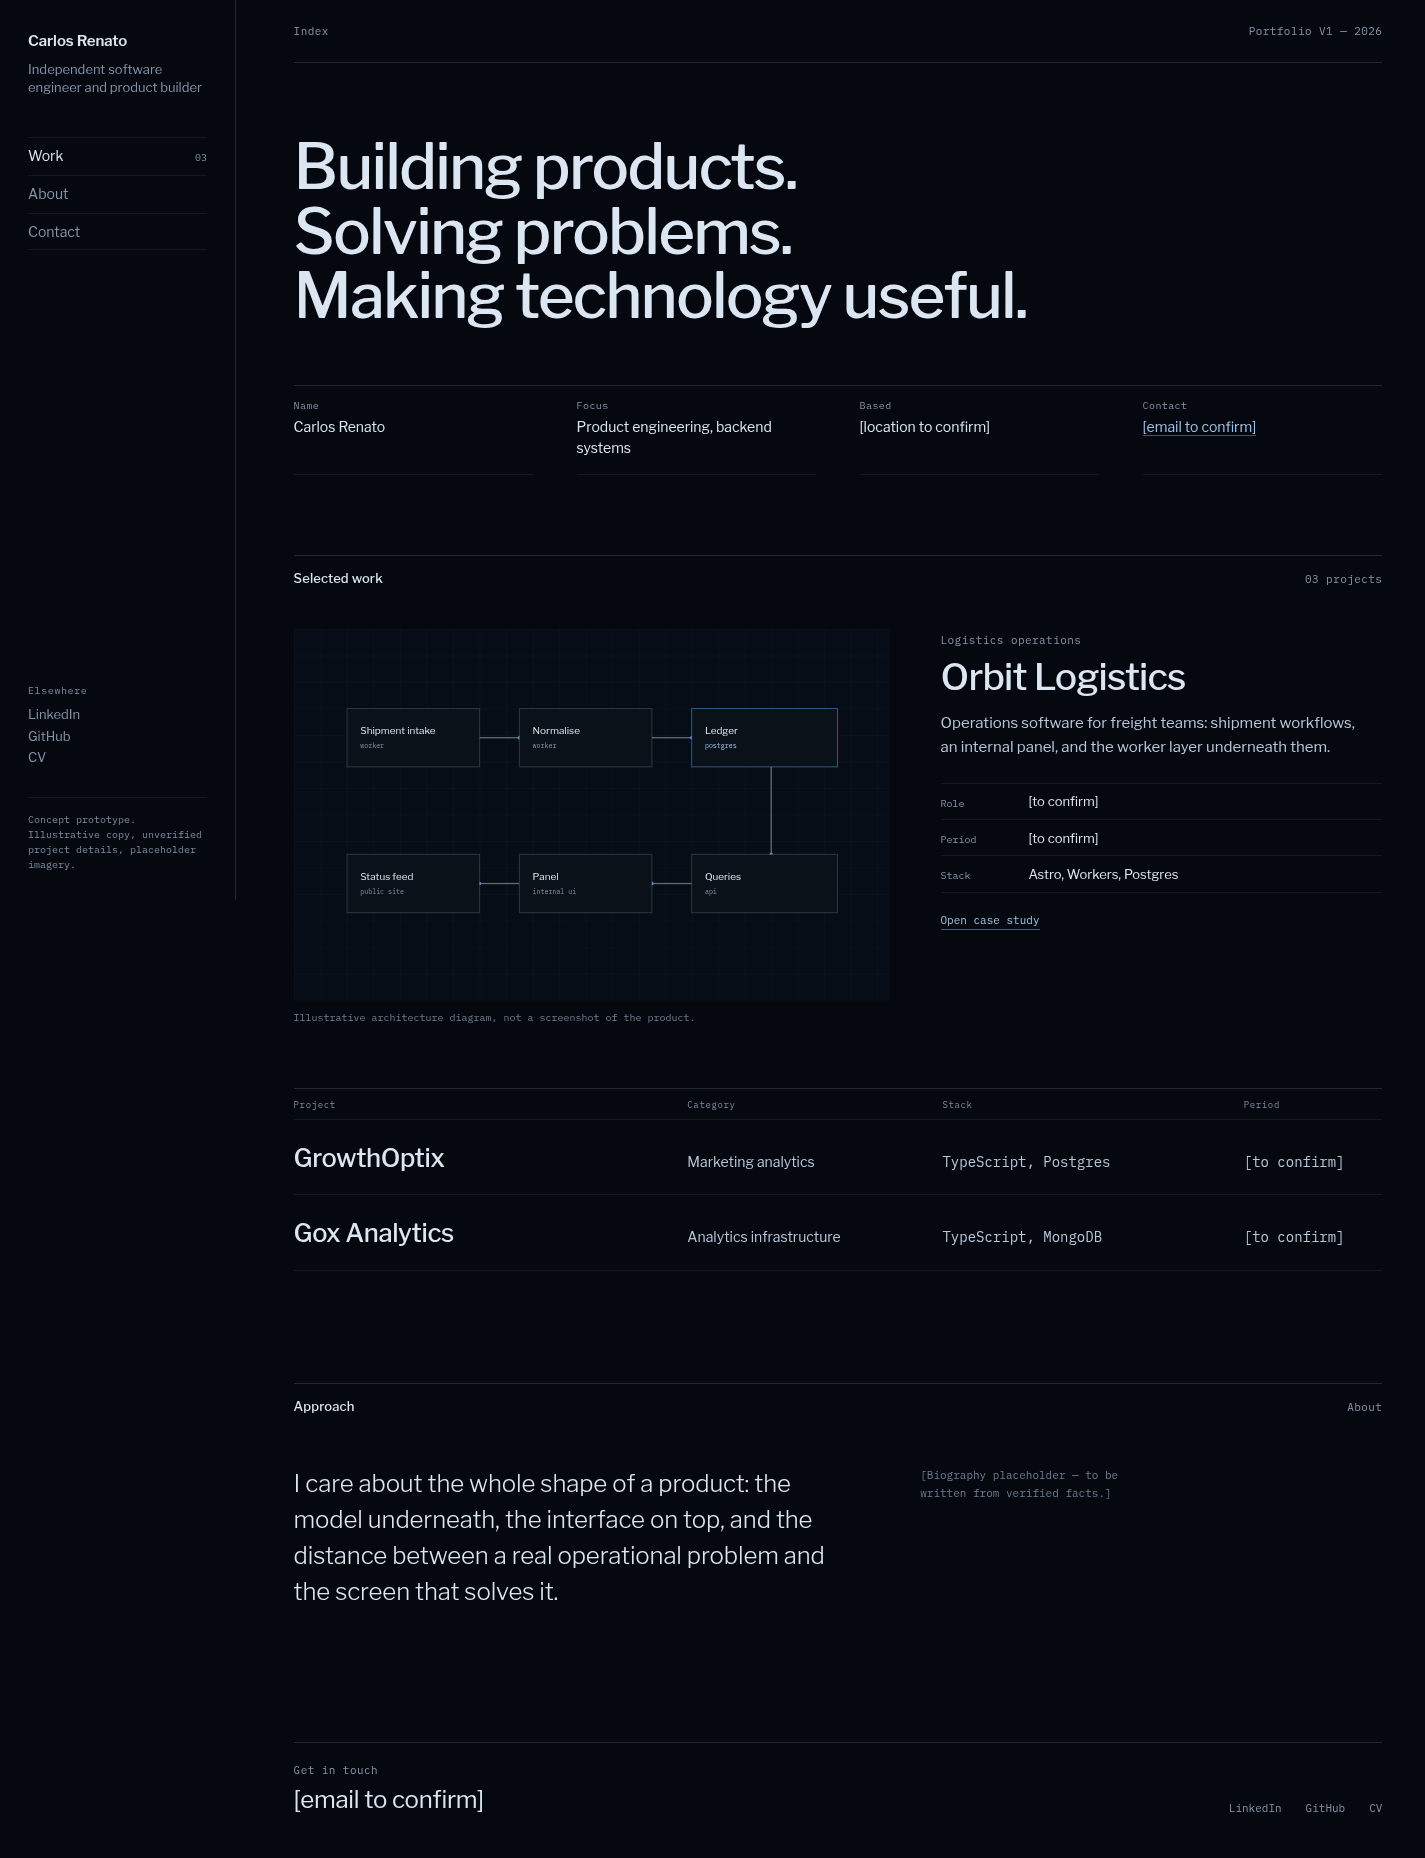 Carlos Renato
Independent software
engineer and product builder
Work 03
About
Contact
Elsewhere
LinkedIn
GitHub
CV
Concept prototype.
Illustrative copy, unverified
project details, placeholder
imagery.
Index
Portfolio V1 — 2026
Building products.
Solving problems.
Making technology useful.
Name
Carlos Renato
Focus
Product engineering, backend
systems
Based
[location to confirm]
Contact
[email to confirm]
Selected work
03 projects
Shipment intake
worker
Normalise
worker
Ledger
postgres
Status feed
public site
Panel
internal ui
Queries
api
Illustrative architecture diagram, not a screenshot of the product.
Logistics operations
Orbit Logistics
Operations software for freight teams: shipment workflows,
an internal panel, and the worker layer underneath them.
Role [to confirm]
Period [to confirm]
Stack Astro, Workers, Postgres
Open case study
Project Category Stack Period
GrowthOptix Marketing analytics TypeScript, Postgres [to confirm]
Gox Analytics Analytics infrastructure TypeScript, MongoDB [to confirm]
Approach
About
I care about the whole shape of a product: the
model underneath, the interface on top, and the
distance between a real operational problem and
the screen that solves it.
[Biography placeholder — to be
written from verified facts.]
Get in touch
[email to confirm]
LinkedIn GitHub CV